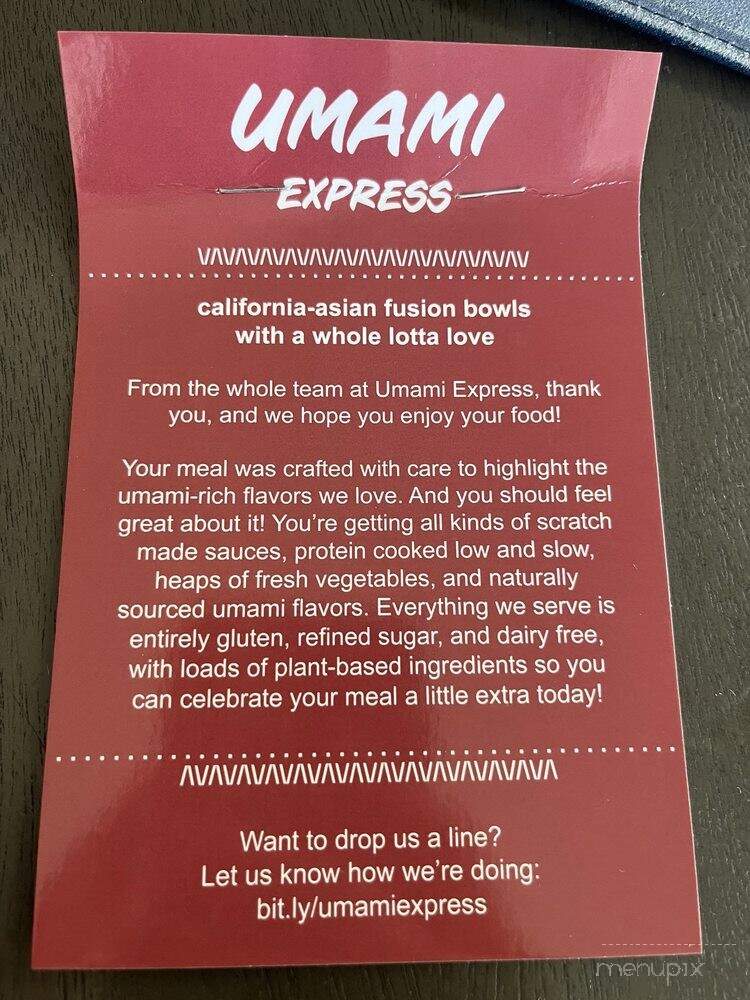 UMAMI
EXPRESS
california-asian fusion bowls
with a whole lotta love
From the whole team at Umami Express, thank
you, and we hope you enjoy your food!
Your meal was crafted with care to highlight the
umami-rich flavors we love. And you should feel
great about it! You're getting all kinds of scratch
made sauces, protein cooked low and slow,
heaps of fresh vegetables, and naturally
sourced umami flavors. Everything we serve is
entirely gluten, refined sugar, and dairy free,
with loads of plant-based ingredients so you
can celebrate your meal a little extra today!
Want to drop us a line?
Let us know how we're doing:
bit.ly/umamiexpress
menupix